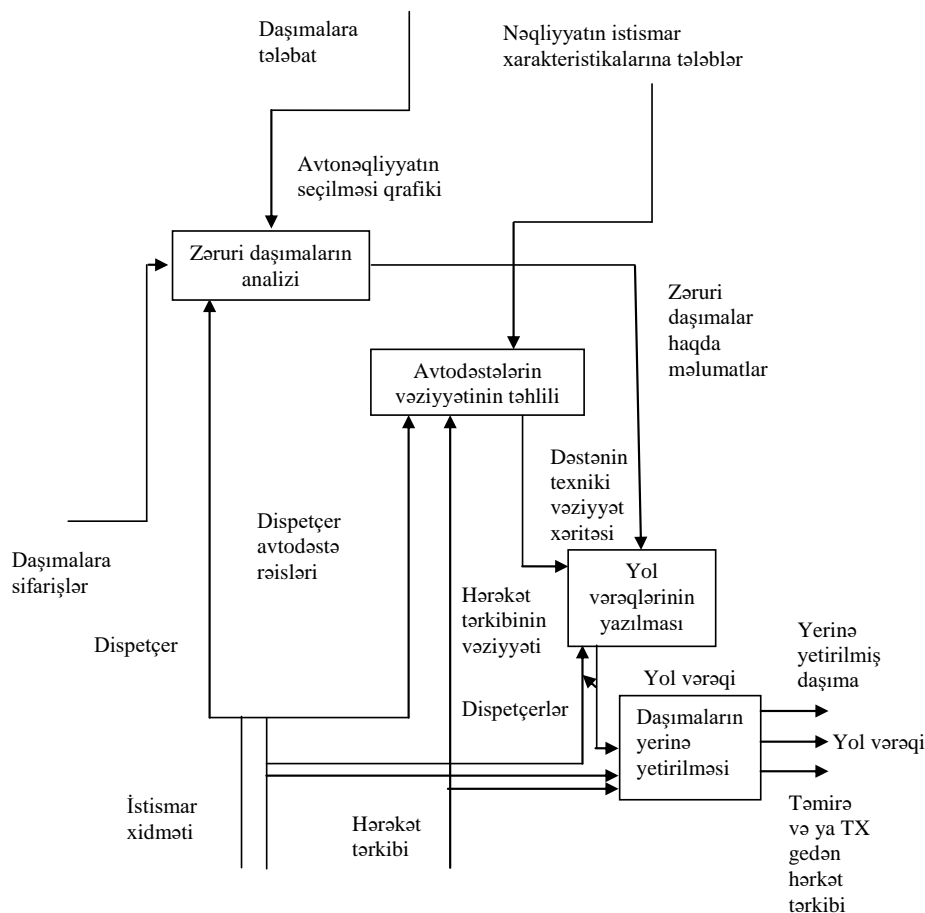 Daşımalara
tələbat
Nəqliyyatın istismar
xarakteristikalarına tələblər
Avtonəqliyyatın
seçilməsi qrafiki
Zəruri daşımaların
analizi
Zəruri
daşımalar
haqda
məlumatlar
Avtodəstələrin
vəziyyətinin təhlili
Dəstənin
texniki
vəziyyət
xəritəsi
Dispetçer
avtodəstə
rəisləri
Daşımalara
sifarişlər
Yol
vərəqlərinin
yazılması
Hərəkət
tərkibinin
vəziyyəti
Dispetçer
Yerinə
yetirilmiş
daşıma
Yol vərəqi
Dispetçerlər
Daşımaların
yerinə
yetirilməsi
Yol vərəqi
İstismar
xidməti
Hərəkət
tərkibi
Təmirə
və ya TX
gedən
hərkət
tərkibi